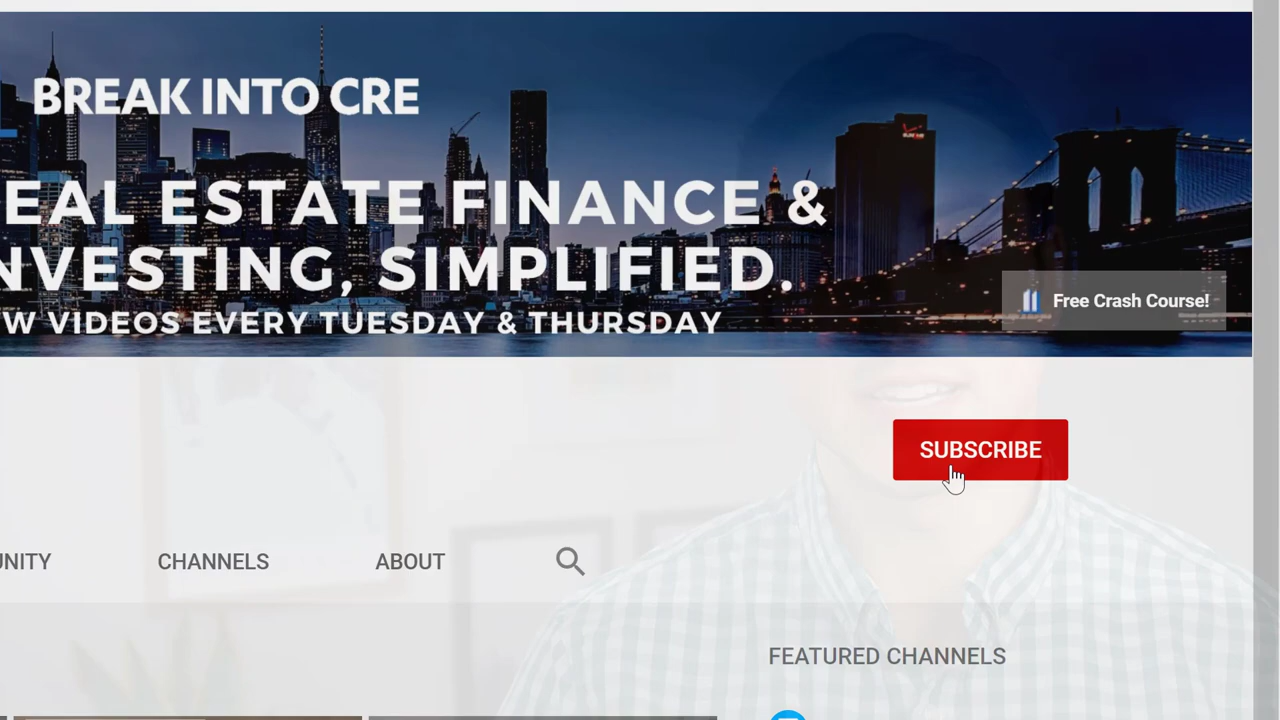 BREAK INTO CRE
EAL ESTATE FINANCE &
NVESTING, SIMPLIFIED.
W VIDEOS EVERY TUESDAY & THURSDAY
Free Crash Course!
SUBSCRIBE
UNITY CHANNELS ABOUT
FEATURED CHANNELS